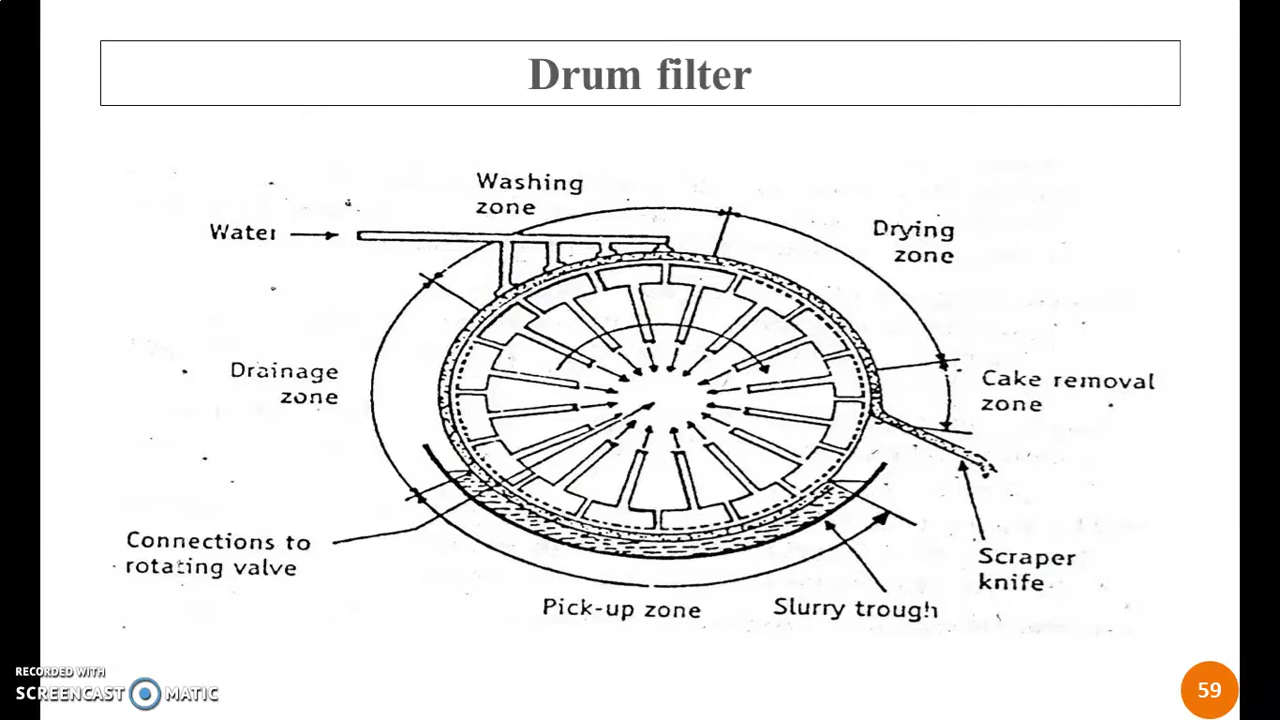 Drum filter
Washing
zone
Water
Drying
zone
Drainage
zone
Cake removal
zone
Connections to
rotating valve
Scraper
knife
Pick-up zone
Slurry trough
RECORDED WITH
SCREENCAST MATIC
59